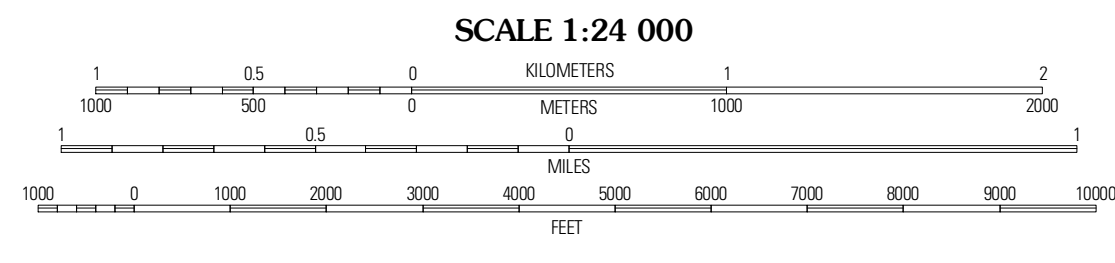 SCALE 1:24 000
1 0.5 0 KILOMETERS 1 2
1000 500 0 METERS 1000 2000
1 0.5 0 1
MILES
1000 0 1000 2000 3000 4000 5000 6000 7000 8000 9000 10000
FEET